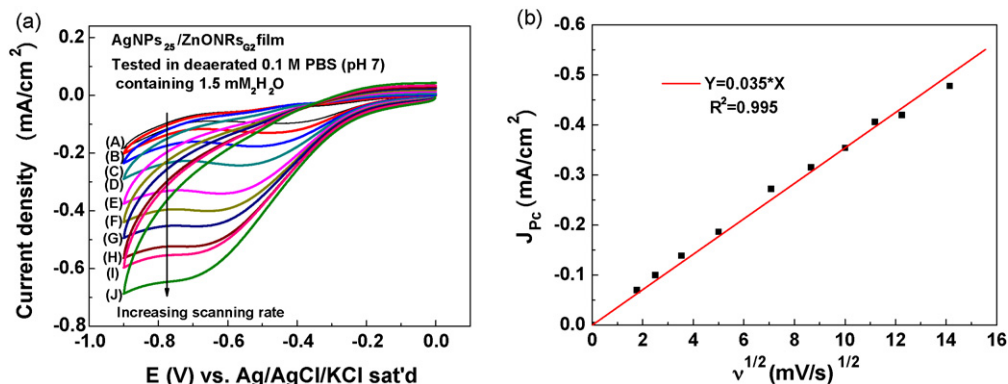 (a)
AgNPs25/ZnONRsG2 film
Tested in deaerated 0.1 M PBS (pH 7)
containing 1.5 mM2H2O
0.2
0.0
-0.2
-0.4
-0.6
-0.8
Current density (mA/cm2)
(A)
(B)
(C)
(D)
(E)
(F)
(G)
(H)
(I)
(J)
Increasing scanning rate
-1.0 -0.8 -0.6 -0.4 -0.2 0.0
E (V) vs. Ag/AgCl/KCl sat'd
(b)
-0.6
-0.5
-0.4
-0.3
-0.2
-0.1
0.0
JPc (mA/cm2)
Y=0.035*X
R2=0.995
0 2 4 6 8 10 12 14 16
ν1/2 (mV/s)1/2